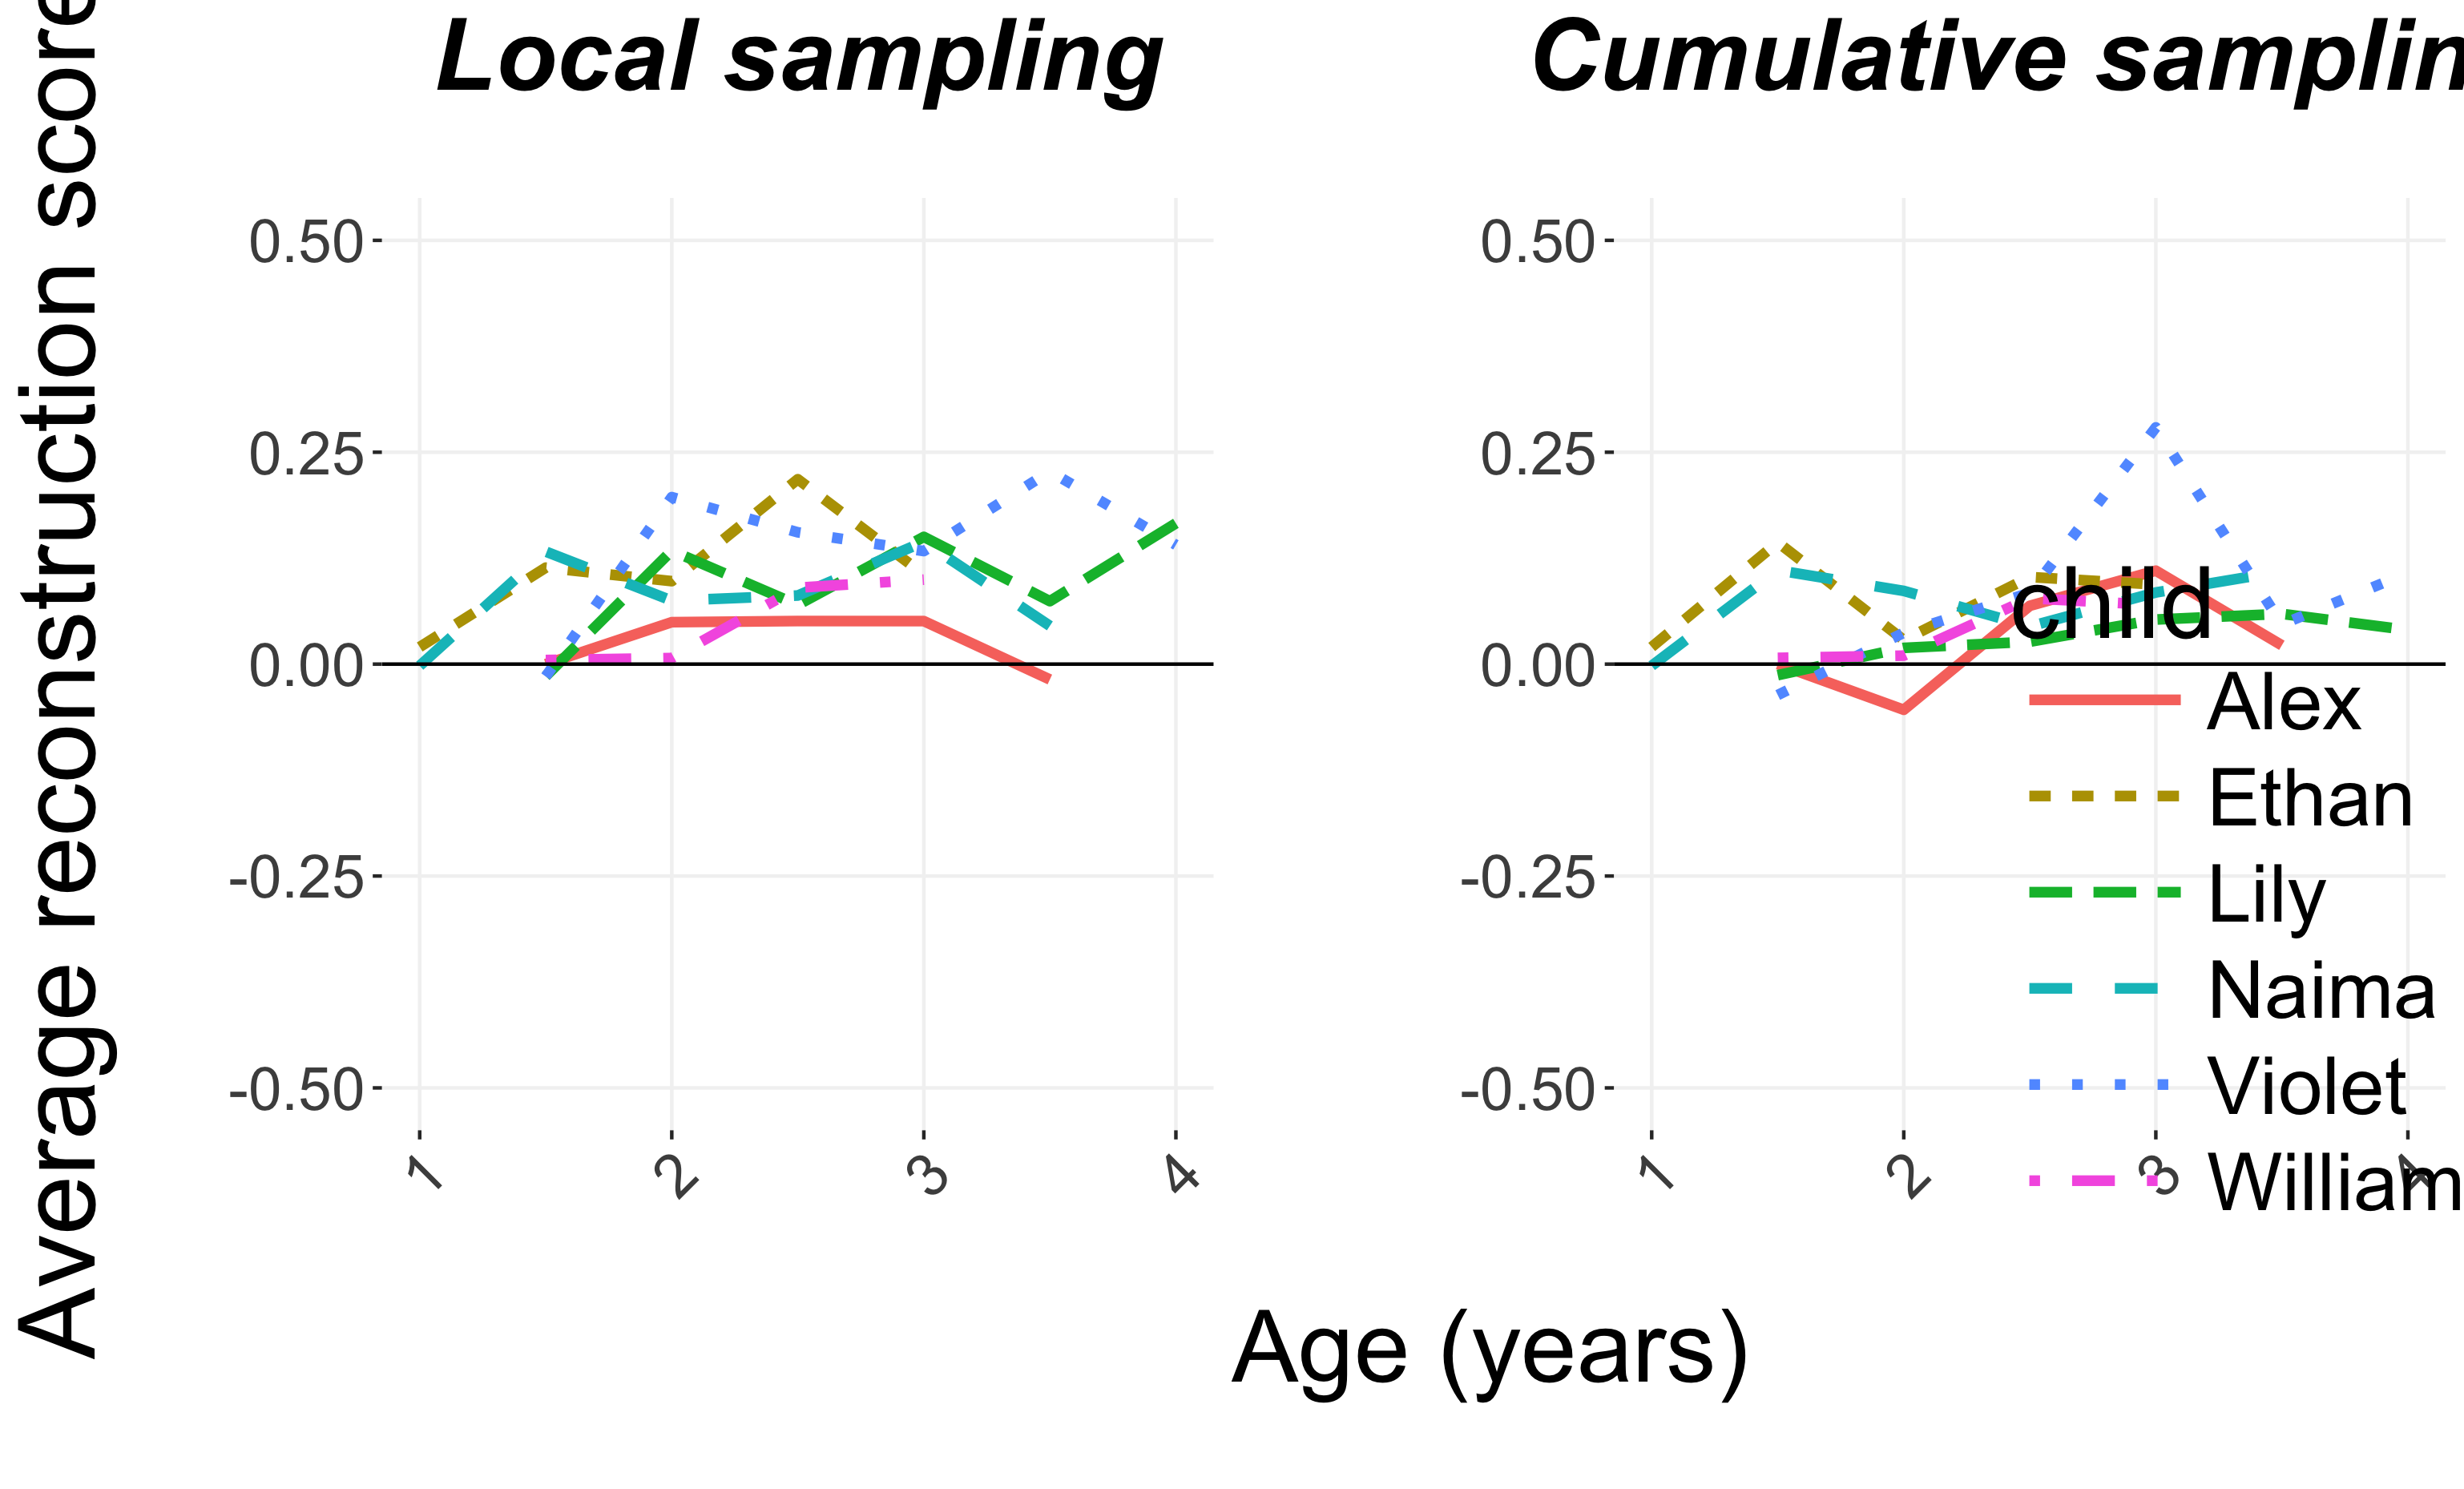 Local sampling
Cumulative samplin
Average reconstruction score
0.50
0.25
0.00
-0.25
-0.50
1
2
3
4
0.50
0.25
0.00
-0.25
-0.50
1
2
3
4
child
Alex
Ethan
Lily
Naima
Violet
William
Age (years)